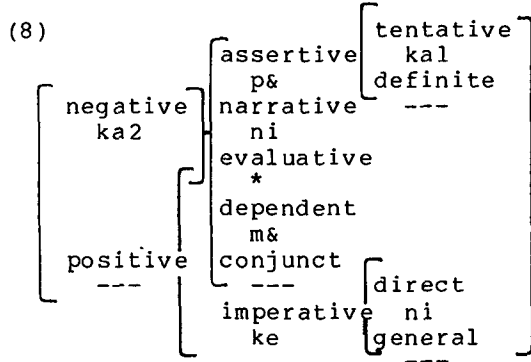 (8)
tentative
assertive kal
p& definite
negative narrative ---
ka2 ni
evaluative
*
dependent
m&
positive conjunct
--- ---
direct
imperative ni
ke general
---